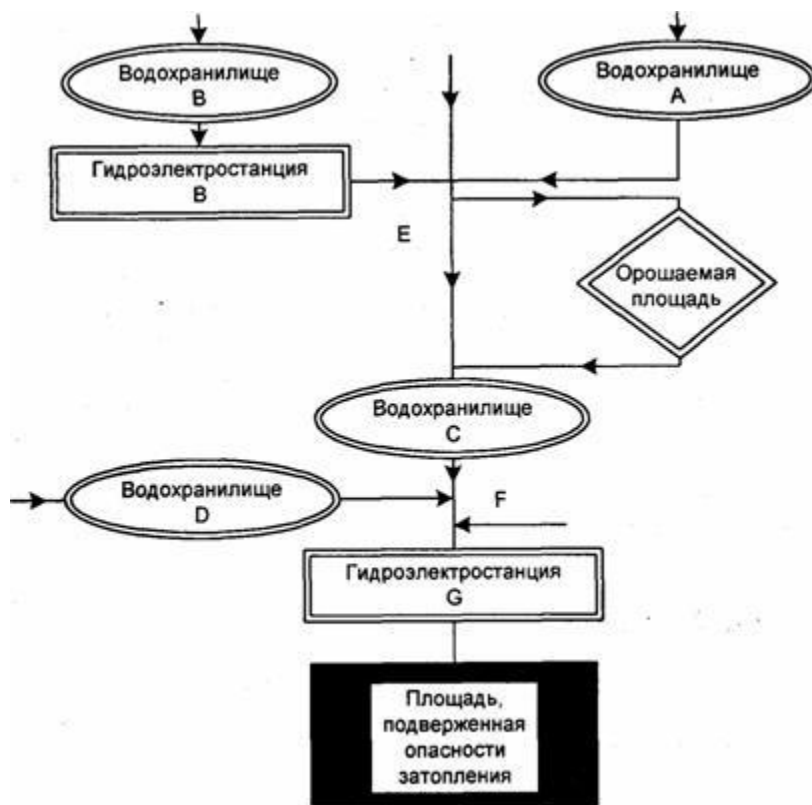 Водохранилище
В
Водохранилище
А
Гидроэлектростанция
В
Е
Орошаемая
площадь
Водохранилище
С
Водохранилище
D
F
Гидроэлектростанция
G
Площадь,
подверженная
опасности
затопления